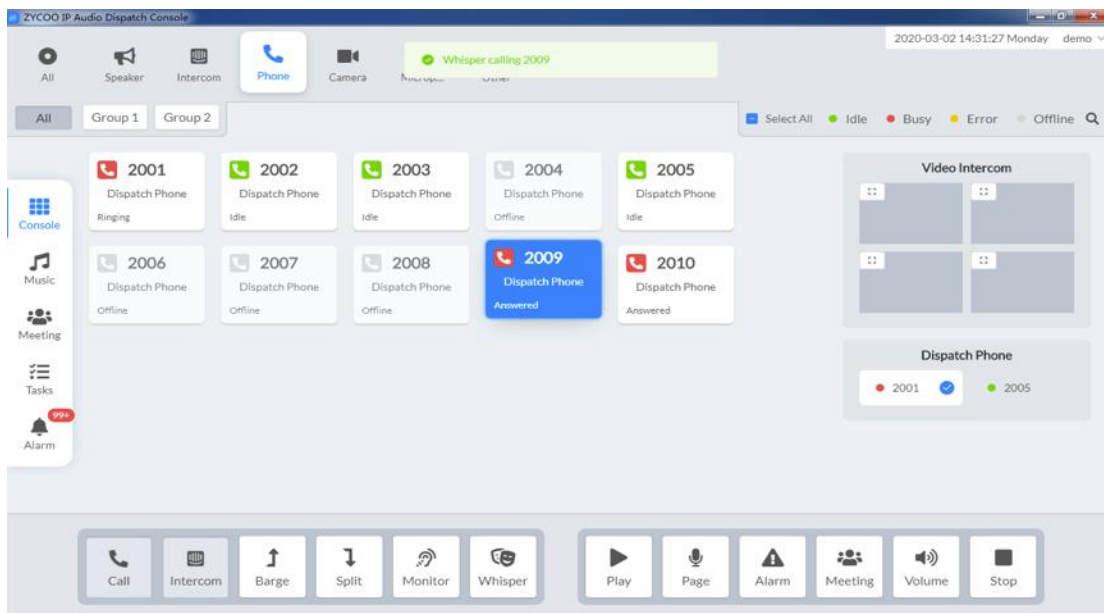 ZYCOO IP Audio Dispatch Console
2020-03-02 14:31:27 Monday demo
Whisper calling 2009
All Speaker Intercom Phone Camera
All Group 1 Group 2
Select All Idle Busy Error Offline
2001 2002 2003 2004 2005
Dispatch Phone Dispatch Phone Dispatch Phone Dispatch Phone Dispatch Phone
Ringing Idle Idle Offline Idle
2006 2007 2008 2009 2010
Dispatch Phone Dispatch Phone Dispatch Phone Dispatch Phone Dispatch Phone
Offline Offline Offline Answered Answered
Console
Music
Meeting
Tasks
99+
Alarm
Video Intercom
Dispatch Phone
2001 2005
Call Intercom Barge Split Monitor Whisper Play Page Alarm Meeting Volume Stop